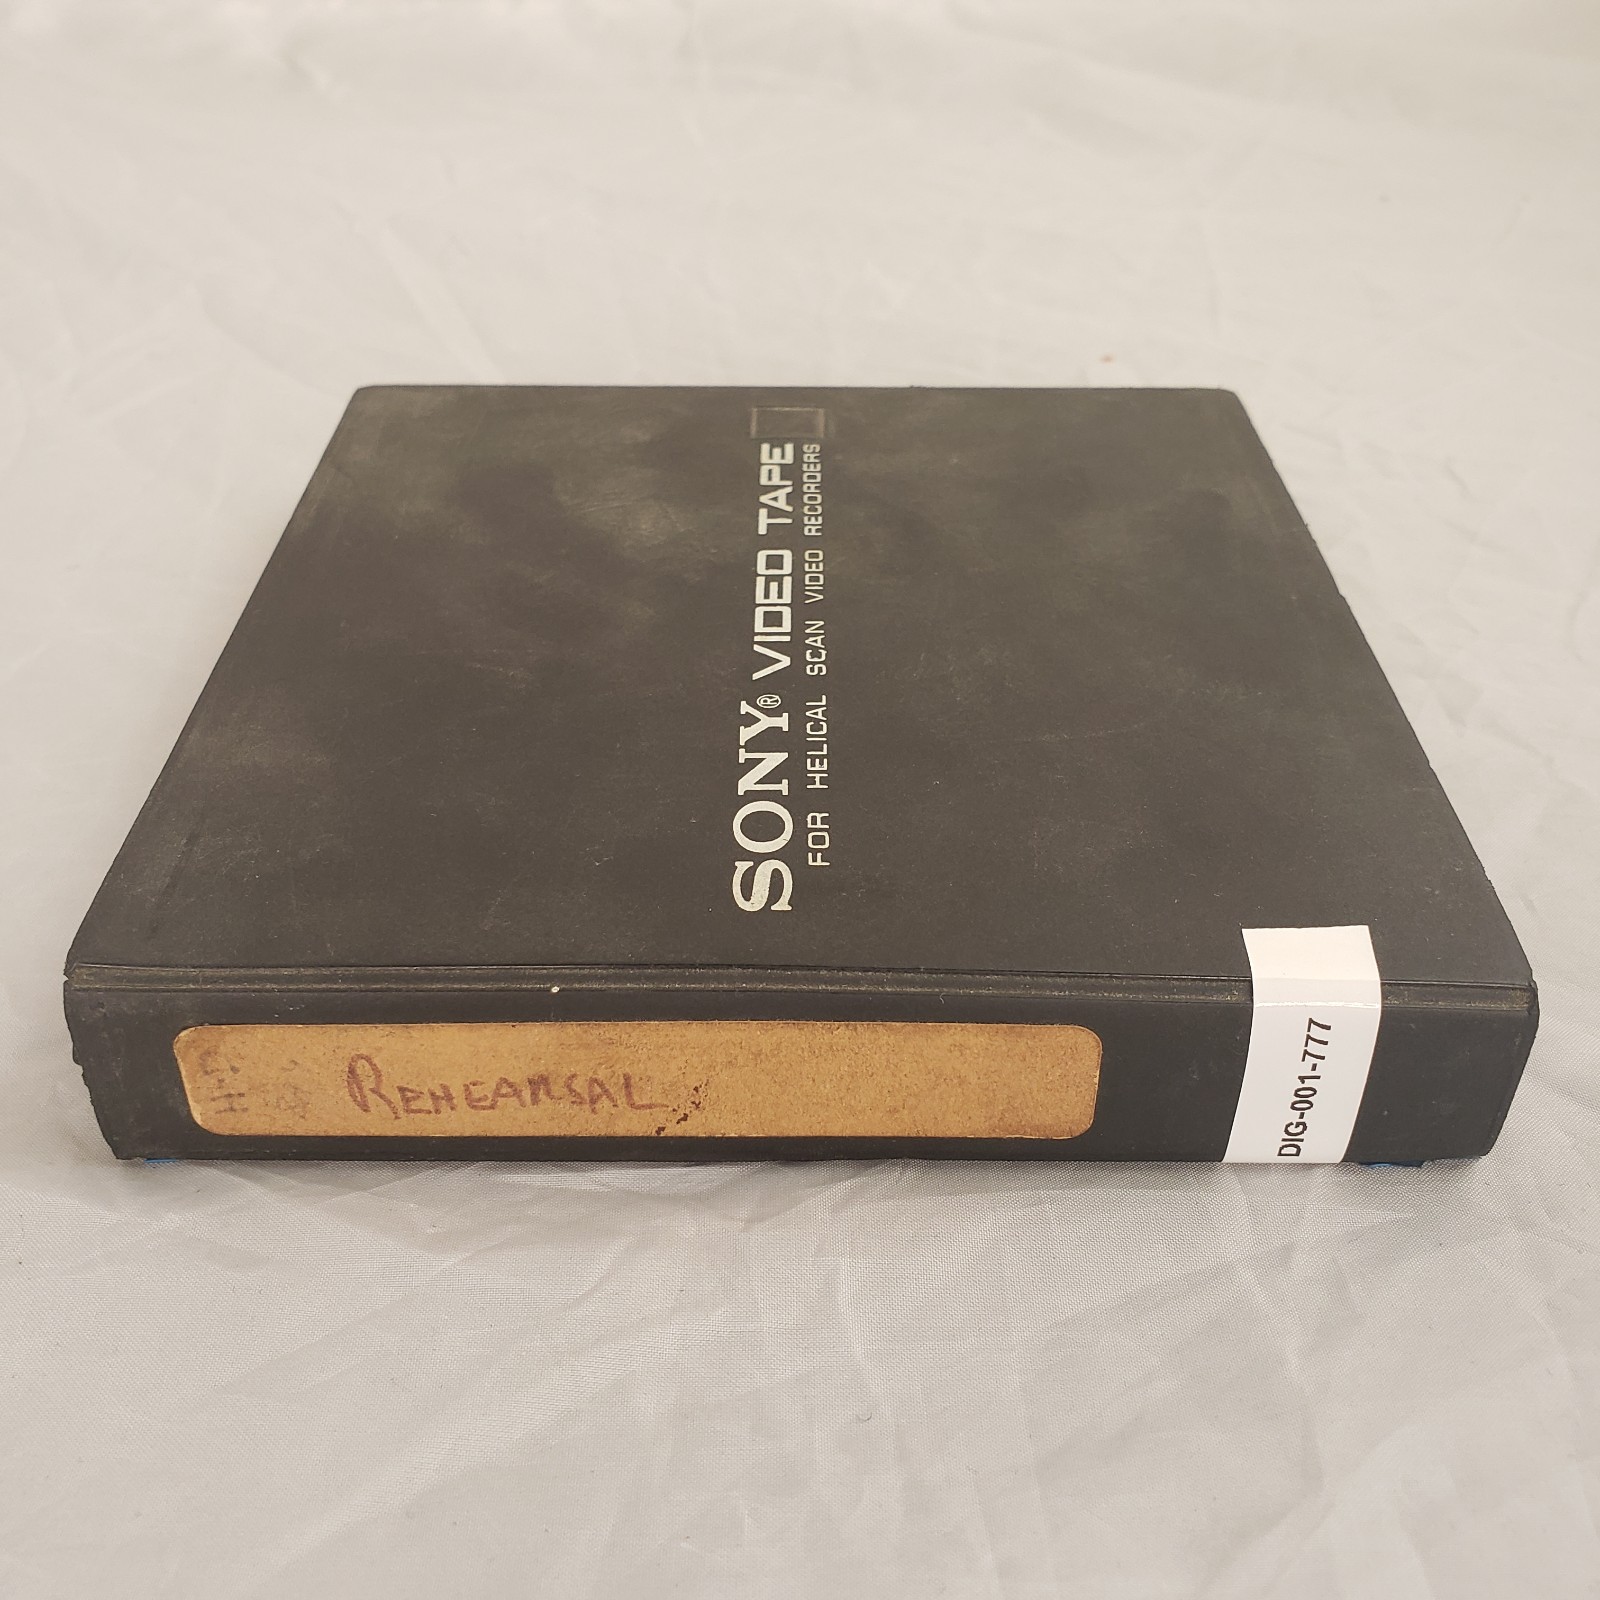 SONY® VIDEO TAPE
FOR HELICAL SCAN VIDEO RECORDERS
REHEARSAL
DIG-001-777